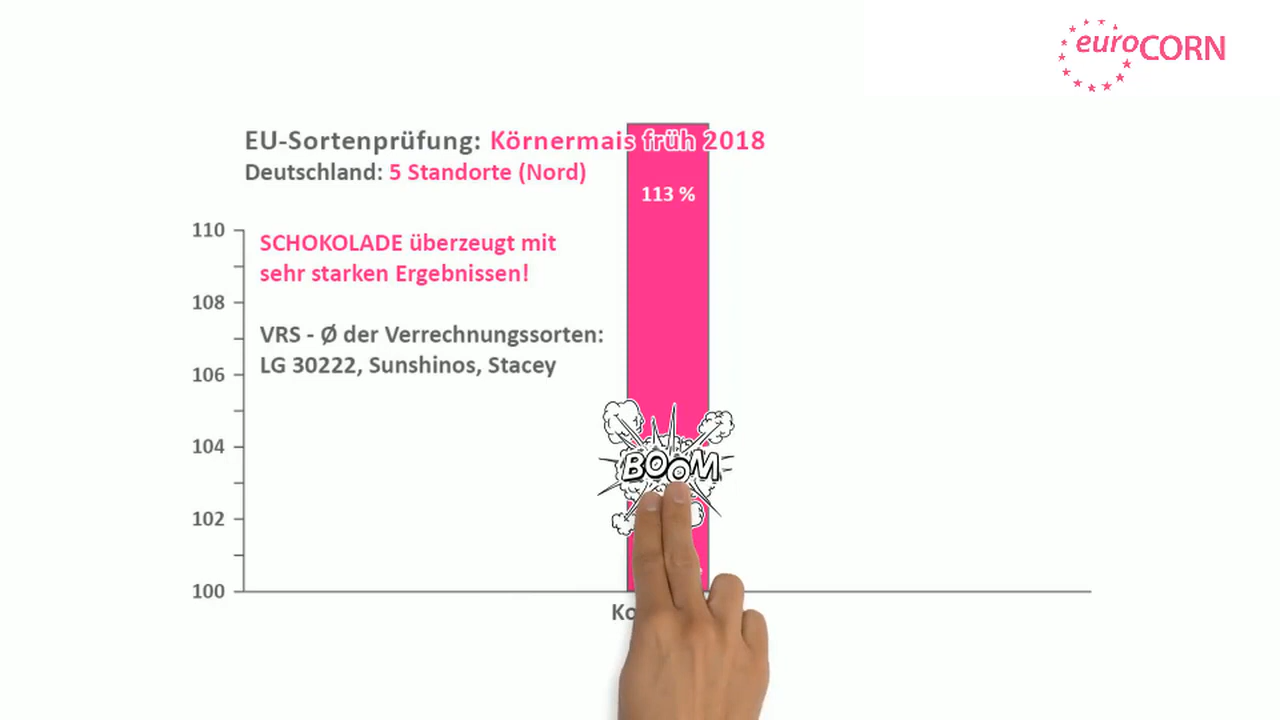 euroCORN
EU-Sortenprüfung: Körnermais früh 2018
Deutschland: 5 Standorte (Nord)
113 %
110
SCHOKOLADE überzeugt mit
sehr starken Ergebnissen!
108
VRS - Ø der Verrechnungssorten:
LG 30222, Sunshinos, Stacey
106
104
BOOM
102
100